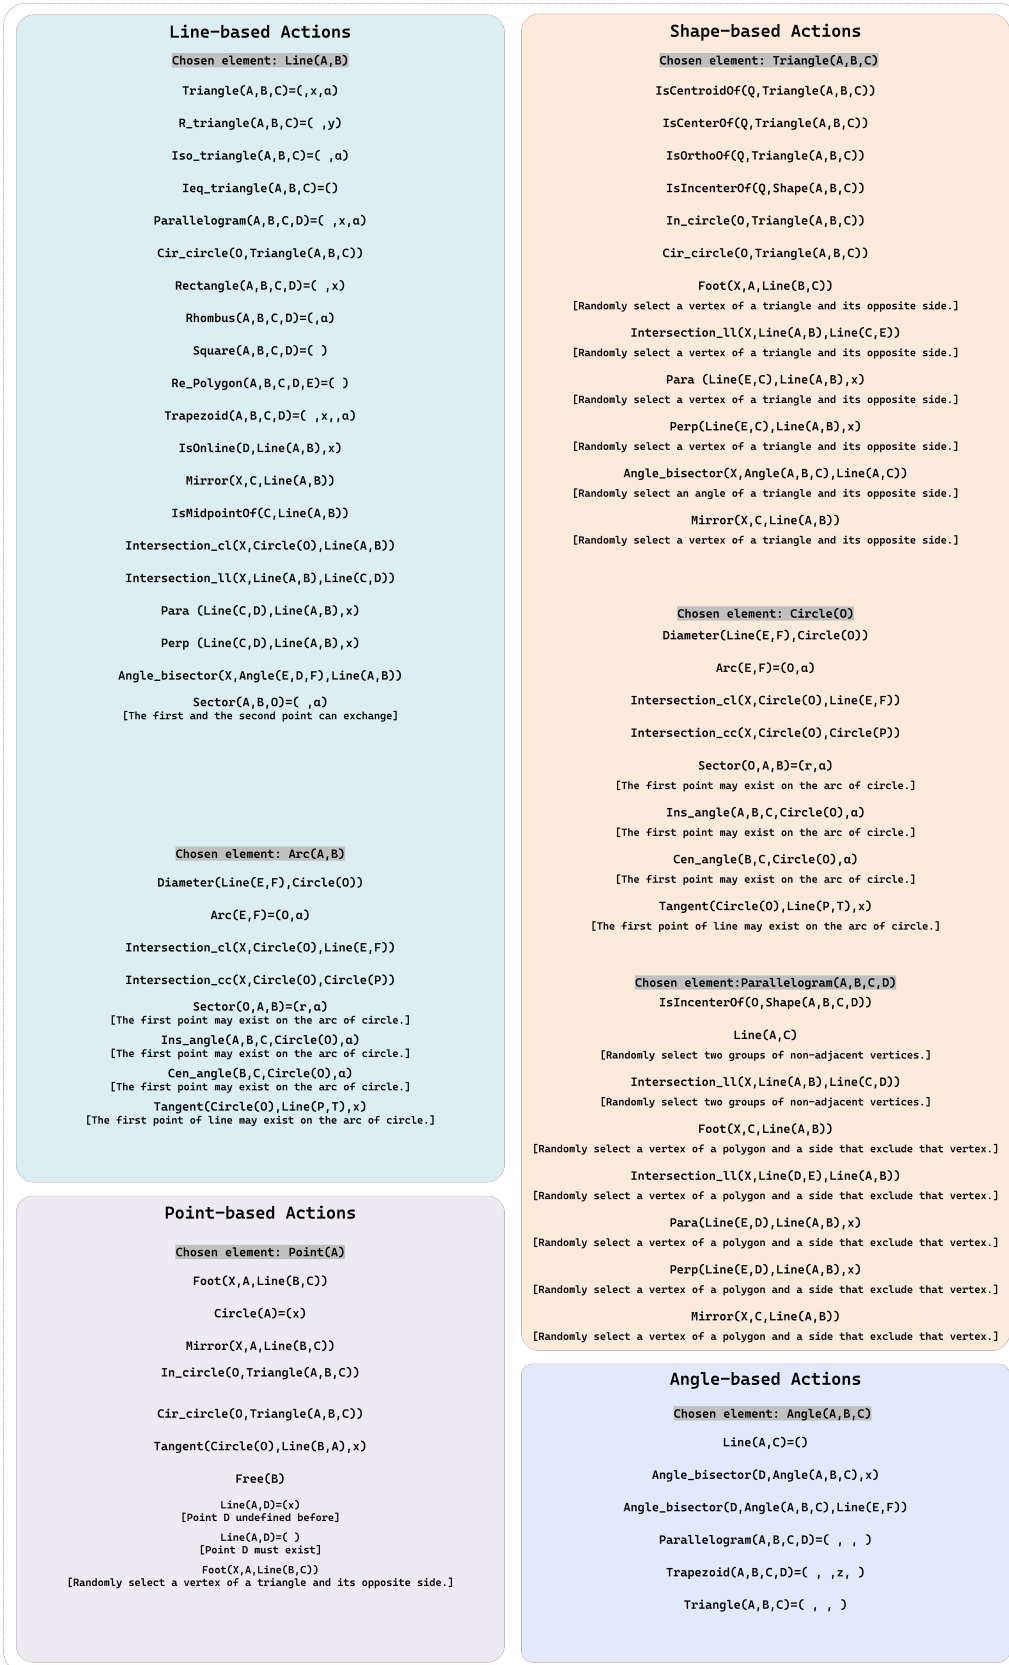 Line-based Actions
Chosen element: Line(A,B)
Triangle(A,B,C)=(,x,α)
R_triangle(A,B,C)=( ,y)
Iso_triangle(A,B,C)=( ,α)
Ieq_triangle(A,B,C)=()
Parallelogram(A,B,C,D)=( ,x,α)
Cir_circle(O,Triangle(A,B,C))
Rectangle(A,B,C,D)=( ,x)
Rhombus(A,B,C,D)=(,α)
Square(A,B,C,D)=( )
Re_Polygon(A,B,C,D,E)=( )
Trapezoid(A,B,C,D)=( ,x,,α)
IsOnline(D,Line(A,B),x)
Mirror(X,C,Line(A,B))
IsMidpointOf(C,Line(A,B))
Intersection_cl(X,Circle(O),Line(A,B))
Intersection_ll(X,Line(A,B),Line(C,D))
Para (Line(C,D),Line(A,B),x)
Perp (Line(C,D),Line(A,B),x)
Angle_bisector(X,Angle(E,D,F),Line(A,B))
Sector(A,B,O)=( ,α)
[The first and the second point can exchange]
Chosen element: Arc(A,B)
Diameter(Line(E,F),Circle(O))
Arc(E,F)=(O,α)
Intersection_cl(X,Circle(O),Line(E,F))
Intersection_cc(X,Circle(O),Circle(P))
Sector(O,A,B)=(r,α)
[The first point may exist on the arc of circle.]
Ins_angle(A,B,C,Circle(O),α)
[The first point may exist on the arc of circle.]
Cen_angle(B,C,Circle(O),α)
[The first point may exist on the arc of circle.]
Tangent(Circle(O),Line(P,T),x)
[The first point of line may exist on the arc of circle.]
Point-based Actions
Chosen element: Point(A)
Foot(X,A,Line(B,C))
Circle(A)=(x)
Mirror(X,A,Line(B,C))
In_circle(O,Triangle(A,B,C))
Cir_circle(O,Triangle(A,B,C))
Tangent(Circle(O),Line(B,A),x)
Free(B)
Line(A,D)=(x)
[Point D undefined before]
Line(A,D)=( )
[Point D must exist]
Foot(X,A,Line(B,C))
[Randomly select a vertex of a triangle and its opposite side.]
Shape-based Actions
Chosen element: Triangle(A,B,C)
IsCentroidOf(Q,Triangle(A,B,C))
IsCenterOf(Q,Triangle(A,B,C))
IsOrthoOf(Q,Triangle(A,B,C))
IsIncenterOf(Q,Shape(A,B,C))
In_circle(O,Triangle(A,B,C))
Cir_circle(O,Triangle(A,B,C))
Foot(X,A,Line(B,C))
[Randomly select a vertex of a triangle and its opposite side.]
Intersection_ll(X,Line(A,B),Line(C,E))
[Randomly select a vertex of a triangle and its opposite side.]
Para (Line(E,C),Line(A,B),x)
[Randomly select a vertex of a triangle and its opposite side.]
Perp(Line(E,C),Line(A,B),x)
[Randomly select a vertex of a triangle and its opposite side.]
Angle_bisector(X,Angle(A,B,C),Line(A,C))
[Randomly select an angle of a triangle and its opposite side.]
Mirror(X,C,Line(A,B))
[Randomly select a vertex of a triangle and its opposite side.]
Chosen element: Circle(O)
Diameter(Line(E,F),Circle(O))
Arc(E,F)=(O,α)
Intersection_cl(X,Circle(O),Line(E,F))
Intersection_cc(X,Circle(O),Circle(P))
Sector(O,A,B)=(r,α)
[The first point may exist on the arc of circle.]
Ins_angle(A,B,C,Circle(O),α)
[The first point may exist on the arc of circle.]
Cen_angle(B,C,Circle(O),α)
[The first point may exist on the arc of circle.]
Tangent(Circle(O),Line(P,T),x)
[The first point of line may exist on the arc of circle.]
Chosen element:Parallelogram(A,B,C,D)
IsIncenterOf(O,Shape(A,B,C,D))
Line(A,C)
[Randomly select two groups of non-adjacent vertices.]
Intersection_ll(X,Line(A,B),Line(C,D))
[Randomly select two groups of non-adjacent vertices.]
Foot(X,C,Line(A,B))
[Randomly select a vertex of a polygon and a side that exclude that vertex.]
Intersection_ll(X,Line(D,E),Line(A,B))
[Randomly select a vertex of a polygon and a side that exclude that vertex.]
Para(Line(E,D),Line(A,B),x)
[Randomly select a vertex of a polygon and a side that exclude that vertex.]
Perp(Line(E,D),Line(A,B),x)
[Randomly select a vertex of a polygon and a side that exclude that vertex.]
Mirror(X,C,Line(A,B))
[Randomly select a vertex of a polygon and a side that exclude that vertex.]
Angle-based Actions
Chosen element: Angle(A,B,C)
Line(A,C)=()
Angle_bisector(D,Angle(A,B,C),x)
Angle_bisector(D,Angle(A,B,C),Line(E,F))
Parallelogram(A,B,C,D)=( , , )
Trapezoid(A,B,C,D)=( , ,z, )
Triangle(A,B,C)=( , , )